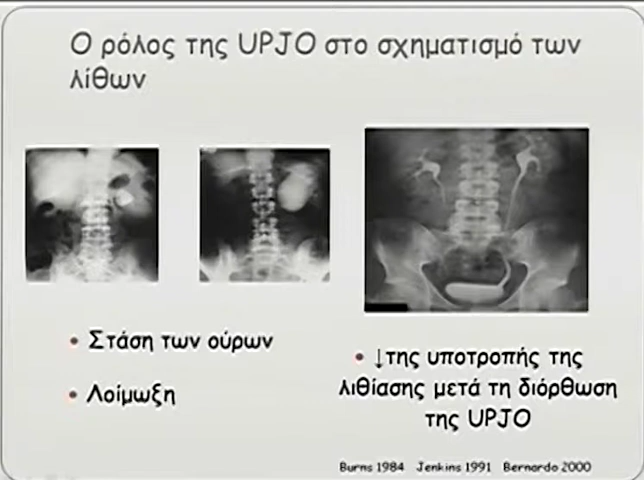 Ο ρόλος της UPJO στο σχηματισμό των
λίθων
• Στάση των ούρων
• Λοίμωξη
• ↓της υποτροπής της
λιθίασης μετά τη διόρθωση
της UPJO
Burns 1984 Jenkins 1991 Bernardo 2000